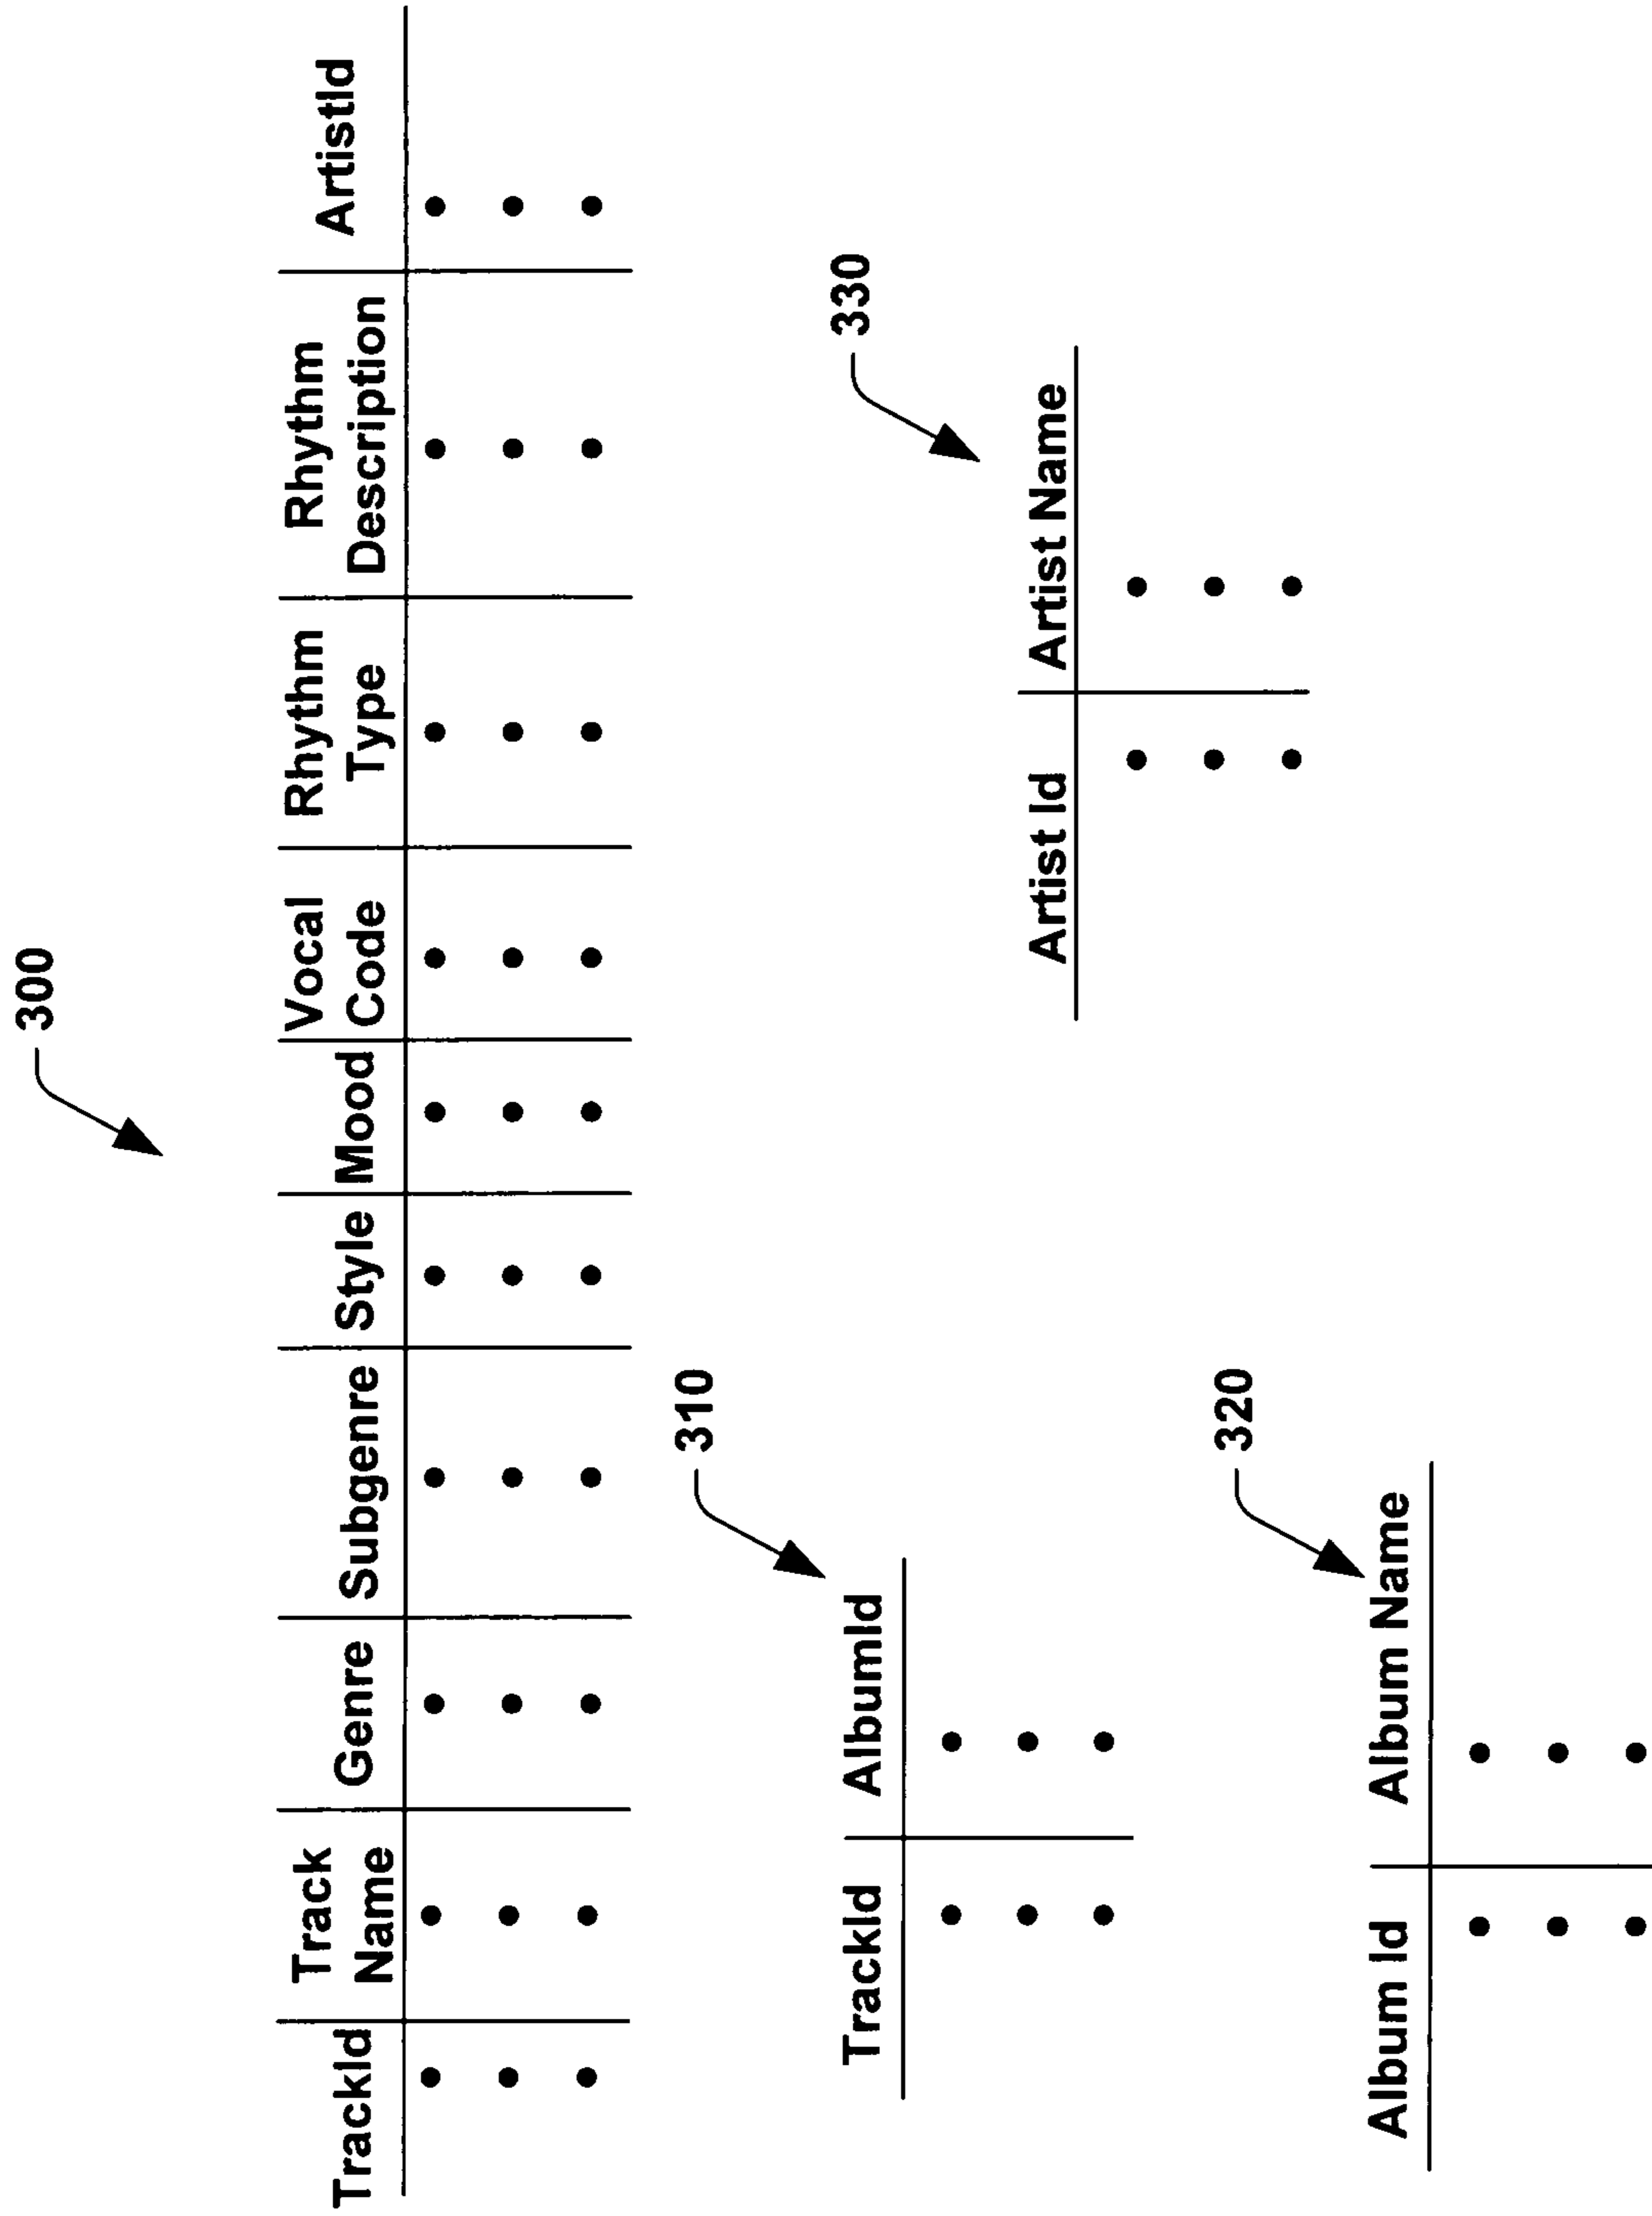 300
TrackId
Track Name
Genre
Subgenre
Style
Mood
Vocal Code
Rhythm Type
Rhythm Description
ArtistId
310
TrackId
AlbumId
330
Artist Id
Artist Name
320
Album Id
Album Name